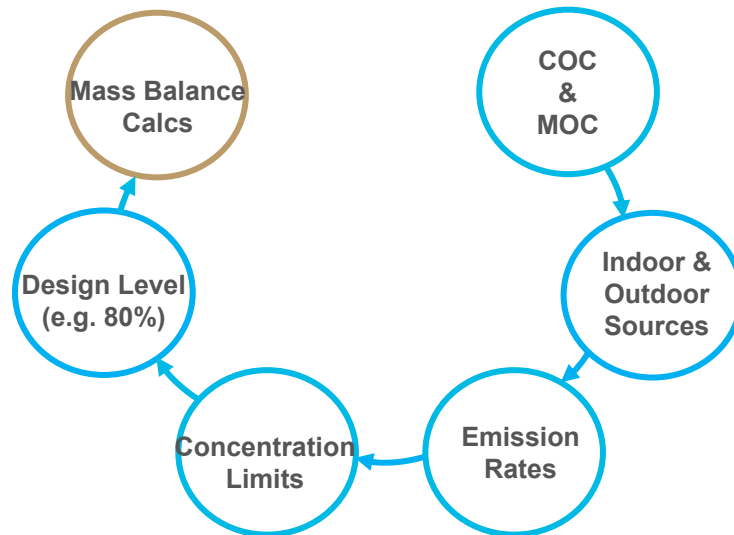 COC
&
MOC
Indoor &
Outdoor
Sources
Emission
Rates
Concentration
Limits
Design Level
(e.g. 80%)
Mass Balance
Calcs